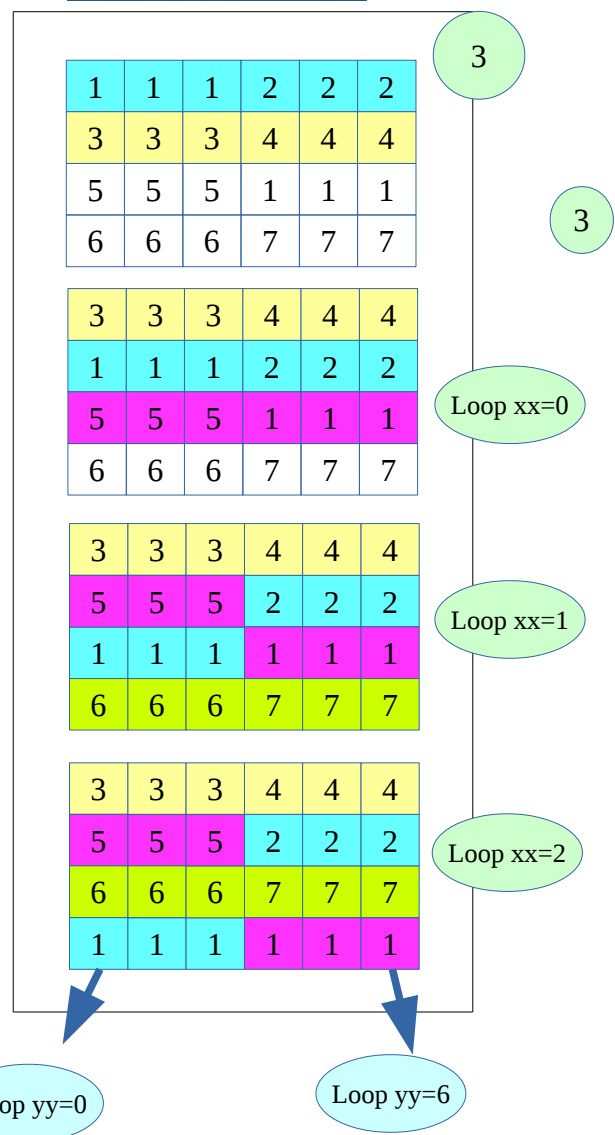 3
1 1 1 2 2 2
3 3 3 4 4 4
5 5 5 1 1 1
3
6 6 6 7 7 7
3 3 3 4 4 4
1 1 1 2 2 2
Loop xx=0
5 5 5 1 1 1
6 6 6 7 7 7
3 3 3 4 4 4
5 5 5 2 2 2
Loop xx=1
1 1 1 1 1 1
6 6 6 7 7 7
3 3 3 4 4 4
5 5 5 2 2 2
Loop xx=2
6 6 6 7 7 7
1 1 1 1 1 1
op yy=0
Loop yy=6